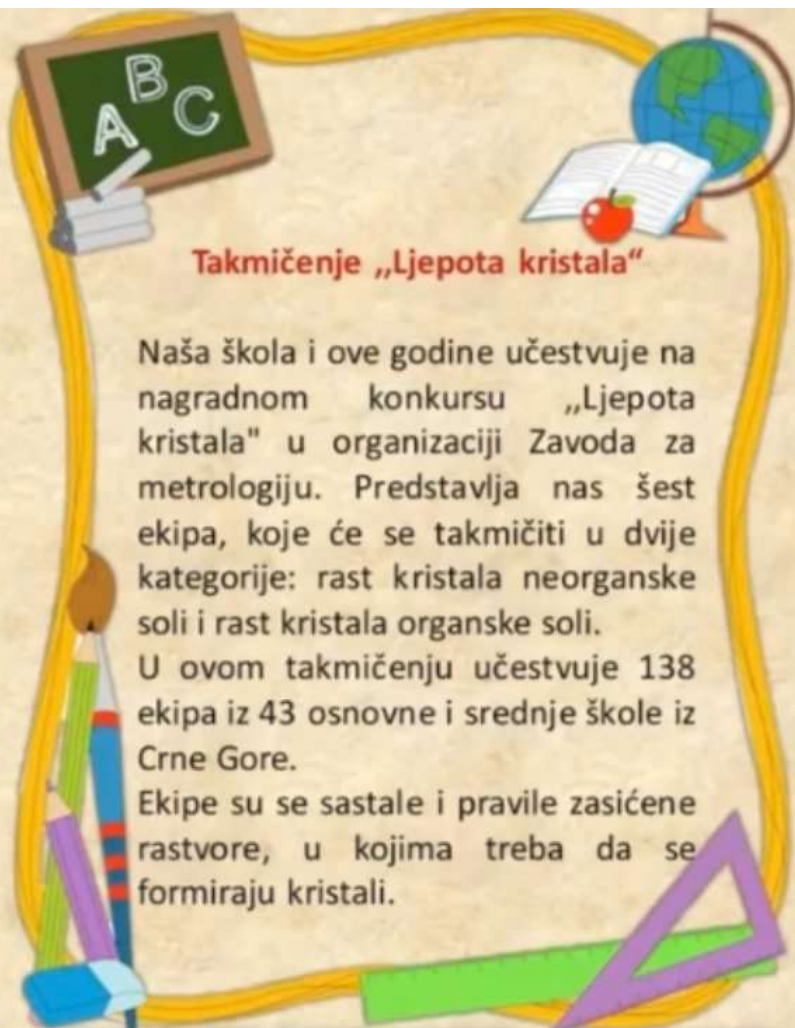 A B C
Takmičenje ,,Ljepota kristala“
Naša škola i ove godine učestvuje na
nagradnom konkursu ,,Ljepota
kristala" u organizaciji Zavoda za
metrologiju. Predstavlja nas šest
ekipa, koje će se takmičiti u dvije
kategorije: rast kristala neorganske
soli i rast kristala organske soli.
U ovom takmičenju učestvuje 138
ekipa iz 43 osnovne i srednje škole iz
Crne Gore.
Ekipe su se sastale i pravile zasićene
rastvore, u kojima treba da se
formiraju kristali.